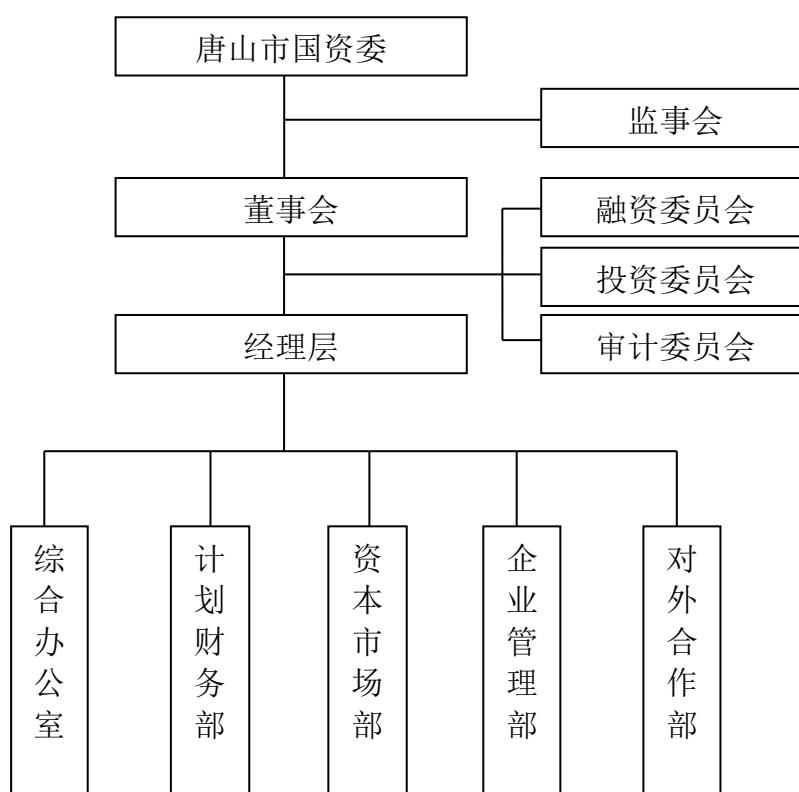 唐山市国资委
监事会
董事会
融资委员会
投资委员会
经理层
审计委员会
综合办公室
计划财务部
资本市场部
企业管理部
对外合作部